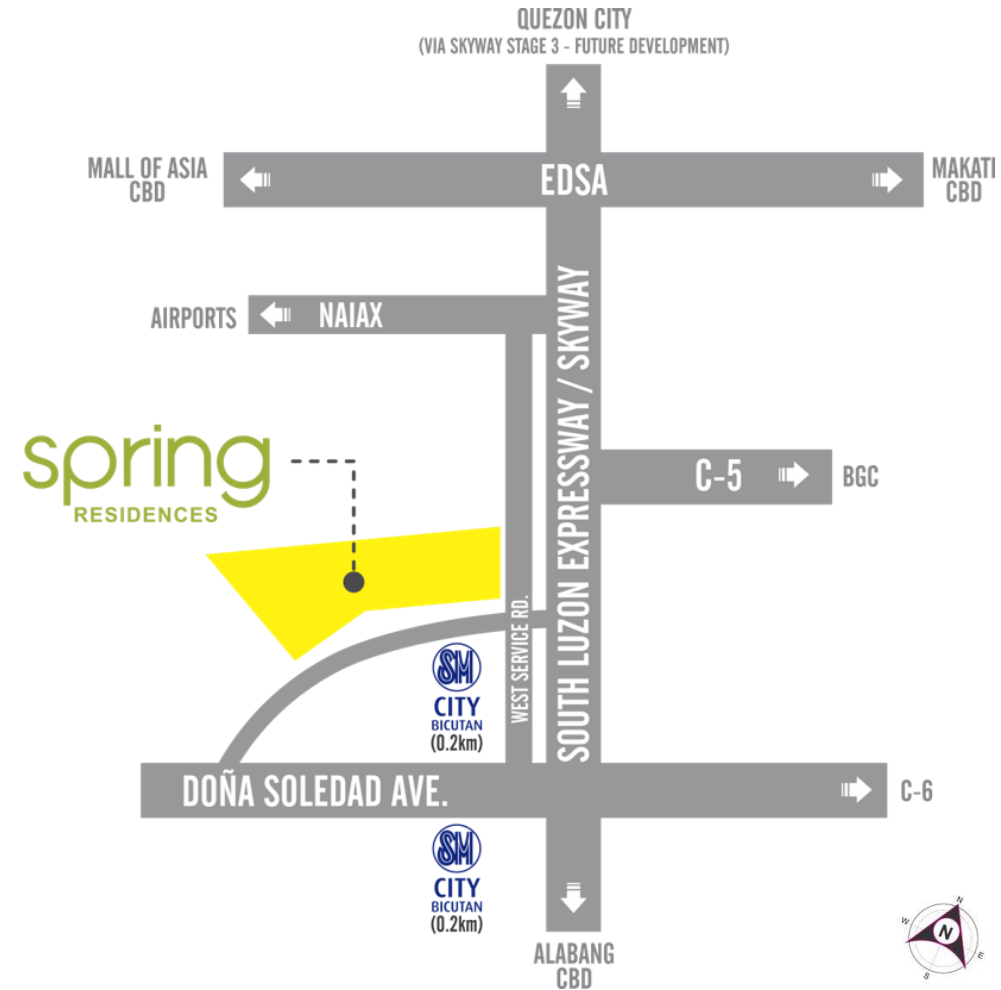 QUEZON CITY
(VIA SKYWAY STAGE 3 - FUTURE DEVELOPMENT)
MALL OF ASIA
CBD
EDSA
MAKATI
CBD
AIRPORTS
NAIAX
SOUTH LUZON EXPRESSWAY / SKYWAY
C-5
BGC
spring
RESIDENCES
WEST SERVICE RD.
SM
CITY
BICUTAN
(0.2km)
DOÑA SOLEDAD AVE.
C-6
SM
CITY
BICUTAN
(0.2km)
ALABANG
CBD
N
W
N
E
S